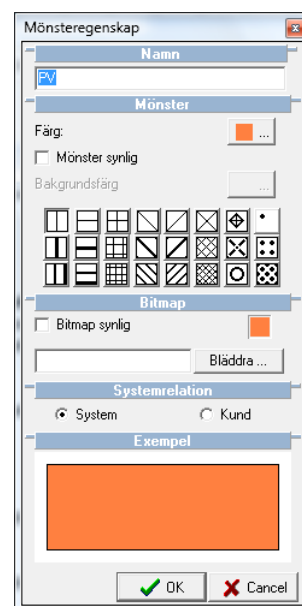 Mönsteregenskap
Namn
PV
Mönster
Färg:
...
Mönster synlig
Bakgrundsfärg
...
Bitmap
Bitmap synlig
Bläddra ...
Systemrelation
System
Kund
Exempel
OK
Cancel